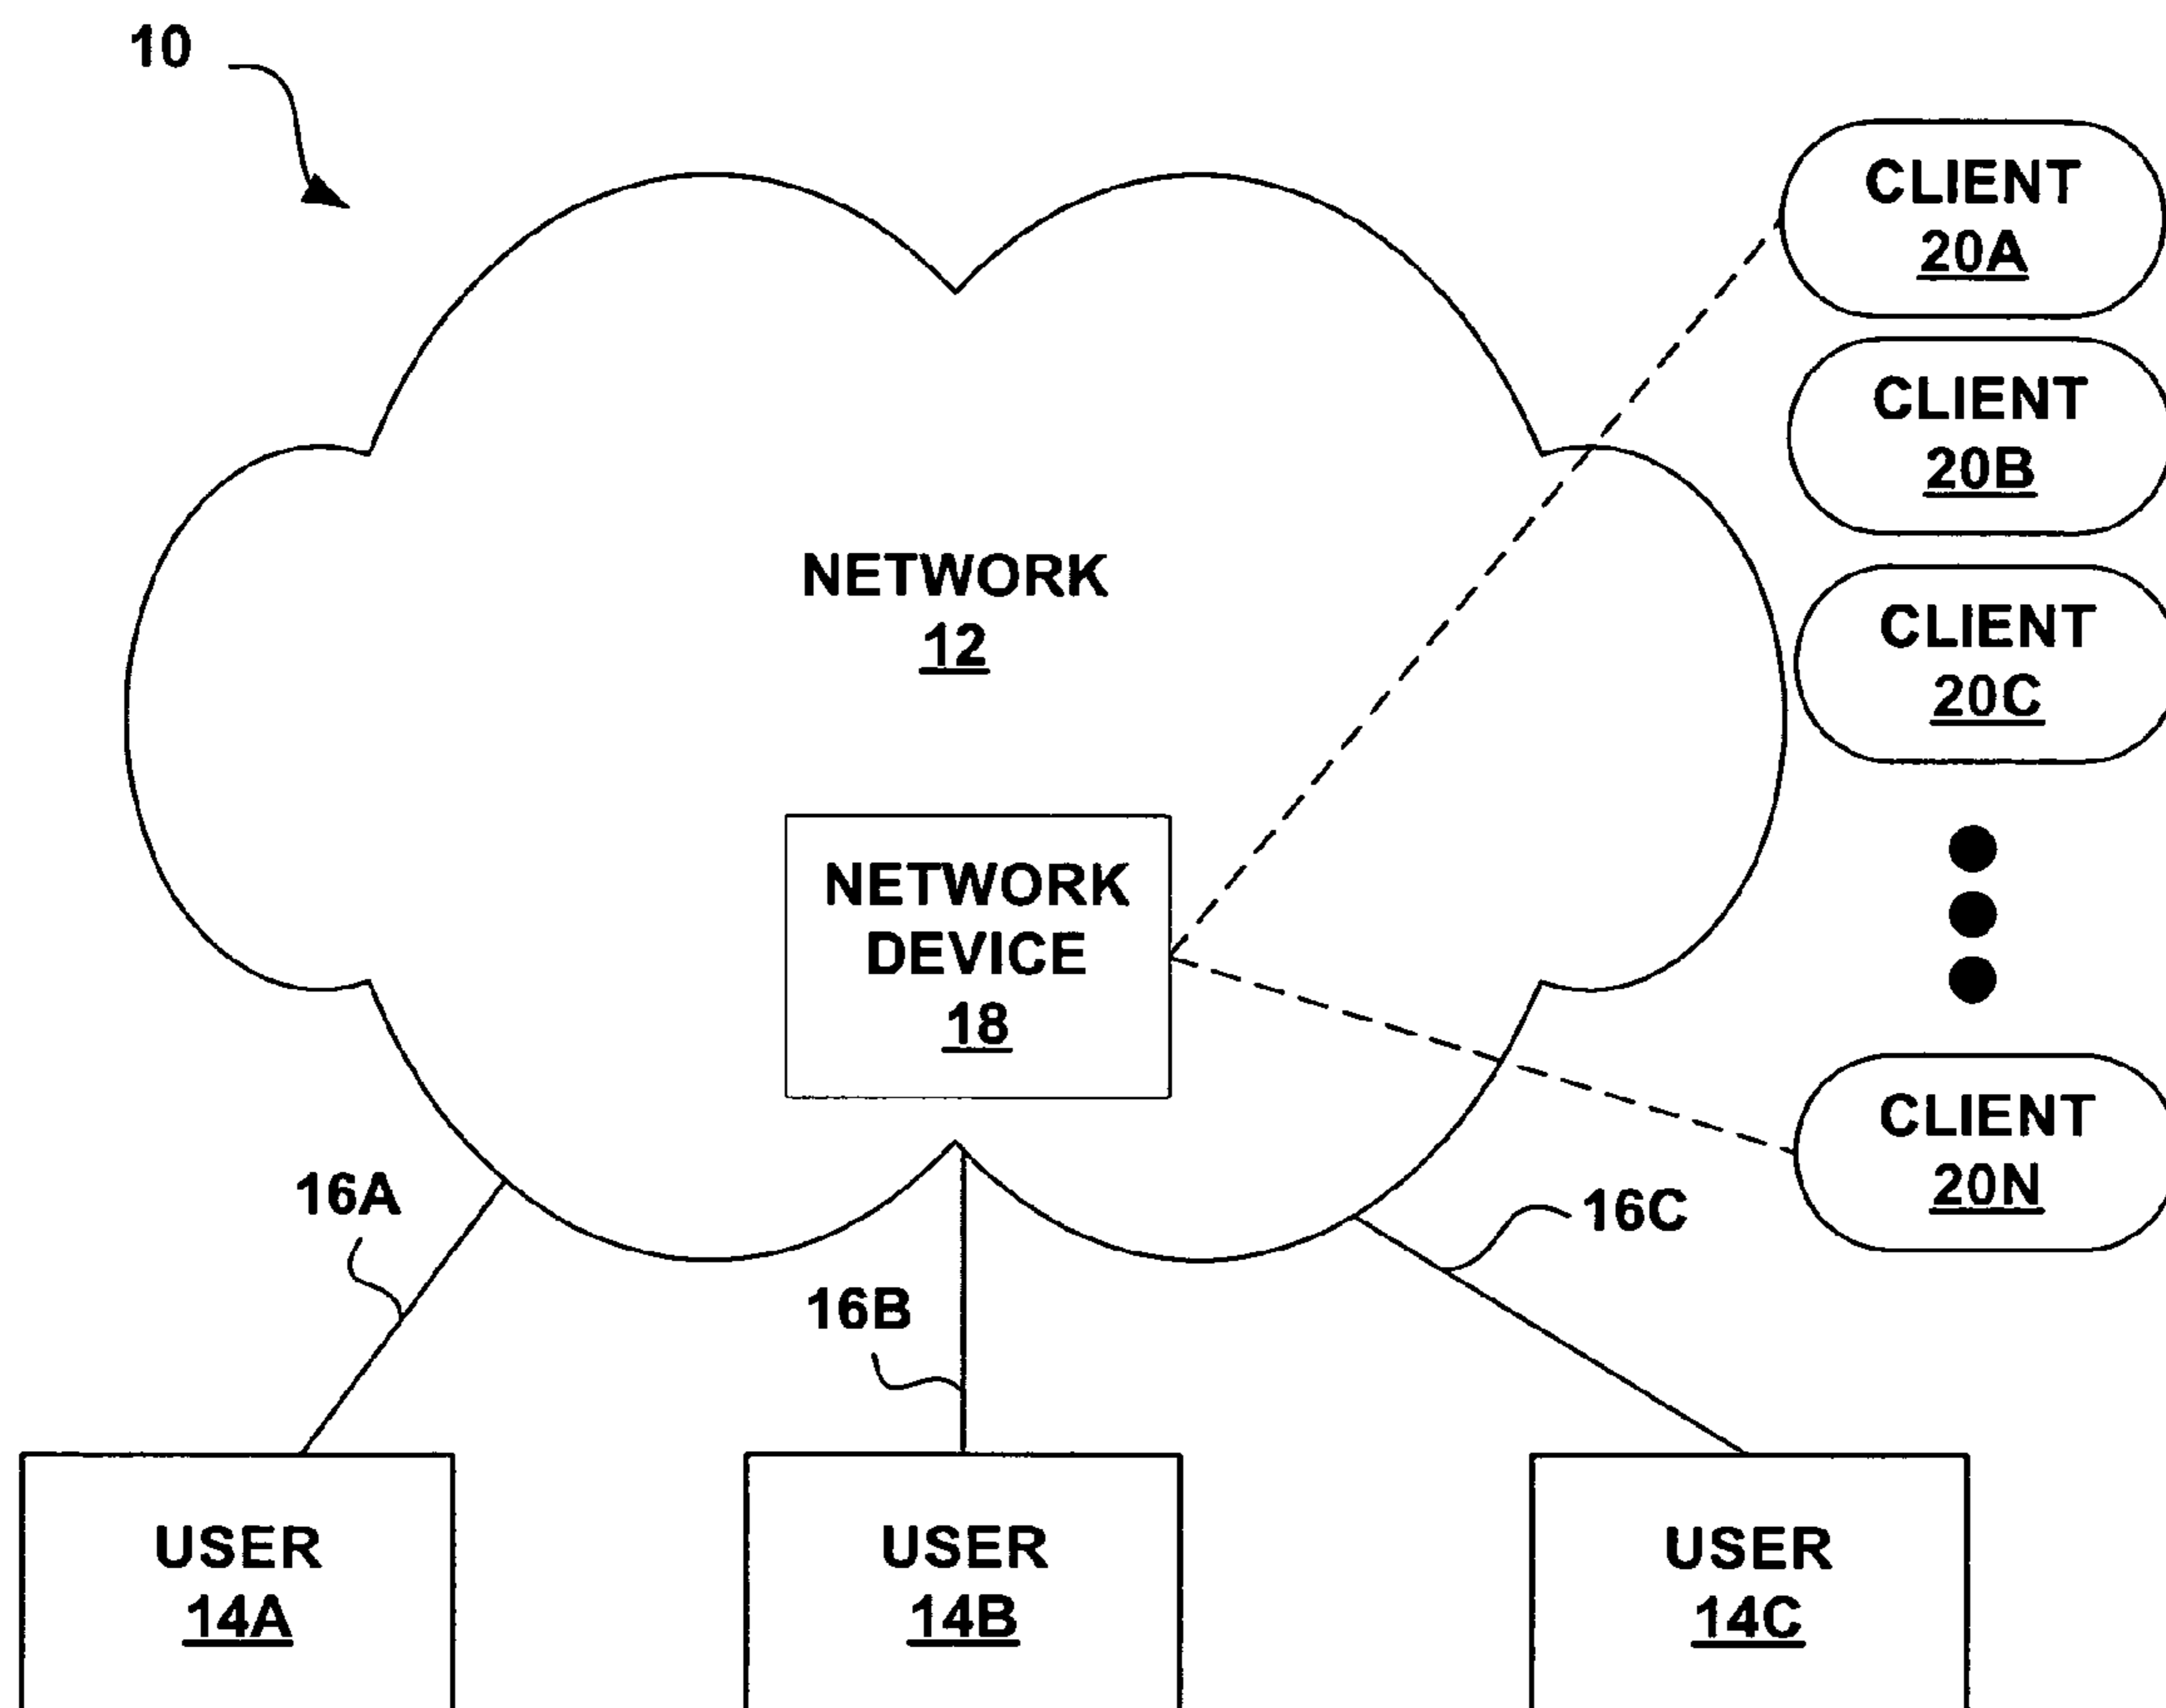 10
CLIENT
20A
CLIENT
20B
NETWORK
12
CLIENT
20C
NETWORK
DEVICE
18
CLIENT
20N
16A
16C
16B
USER
14A
USER
14B
USER
14C